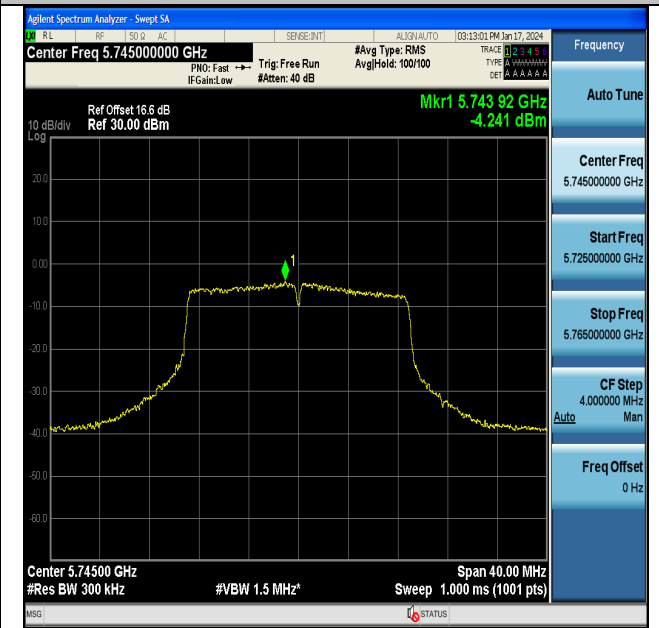 Agilent Spectrum Analyzer - Swept SA
LXI RL RF 50 Ω AC SENSE:INT ALIGN AUTO 03:13:01 PM Jan 17, 2024
Center Freq 5.745000000 GHz
#Avg Type: RMS
TRACE 1 2 3 4 5 6
PNO: Fast
Trig: Free Run
Avg|Hold: 100/100
TYPE A WWWWW
IFGain:Low
#Atten: 40 dB
DET A A A A A A
Mkr1 5.743 92 GHz
-4.241 dBm
Ref Offset 16.6 dB
10 dB/div Ref 30.00 dBm
Log
20.0
10.0
0.00
1
-10.0
-20.0
-30.0
-40.0
-50.0
-60.0
Center 5.74500 GHz Span 40.00 MHz
#Res BW 300 kHz #VBW 1.5 MHz* Sweep 1.000 ms (1001 pts)
MSG STATUS
Frequency
Auto Tune
Center Freq
5.745000000 GHz
Start Freq
5.725000000 GHz
Stop Freq
5.765000000 GHz
CF Step
4.000000 MHz
Auto Man
Freq Offset
0 Hz